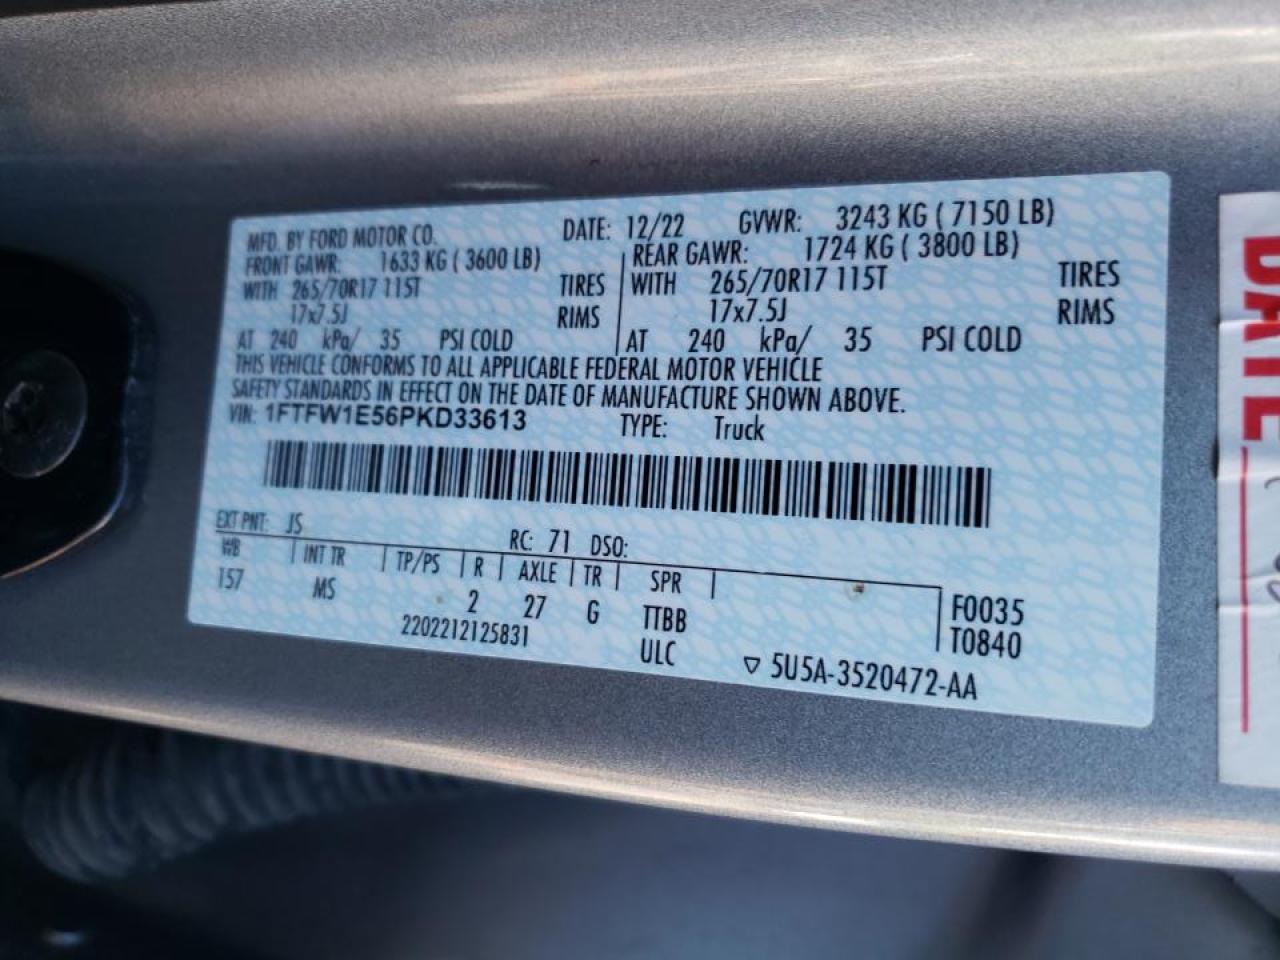 MFD. BY FORD MOTOR CO. DATE: 12/22 GVWR: 3243 KG ( 7150 LB)
FRONT GAWR: 1633 KG ( 3600 LB) REAR GAWR: 1724 KG ( 3800 LB)
WITH 265/70R17 115T TIRES WITH 265/70R17 115T TIRES
17x7.5J RIMS 17x7.5J RIMS
AT 240 kPa/ 35 PSI COLD AT 240 kPa/ 35 PSI COLD
THIS VEHICLE CONFORMS TO ALL APPLICABLE FEDERAL MOTOR VEHICLE
SAFETY STANDARDS IN EFFECT ON THE DATE OF MANUFACTURE SHOWN ABOVE.
VIN: 1FTFW1E56PKD33613 TYPE: Truck
EXT PNT: JS RC: 71 DSO:
WB INT TR TP/PS R AXLE TR SPR
157 MS 2 27 G TTBB F0035
2202212125831 ULC T0840
▽ 5U5A-3520472-AA
DATE